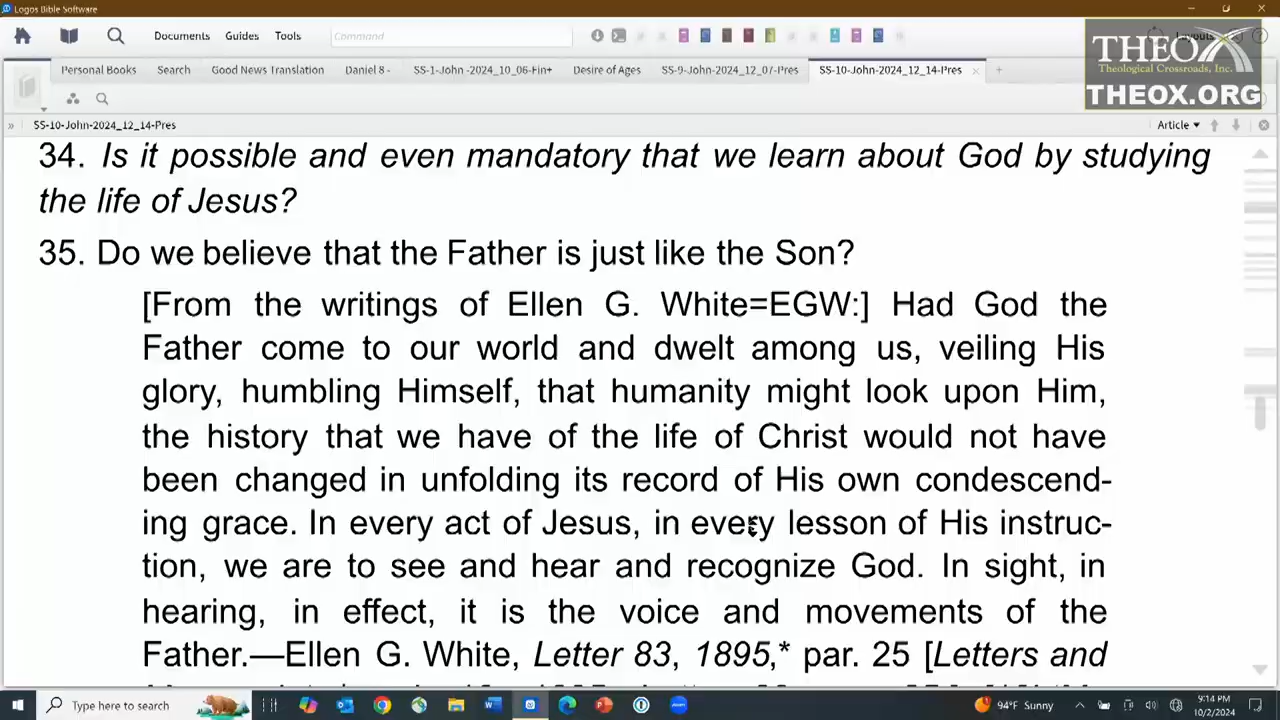 Logos Bible Software
Documents Guides Tools Command Layouts
THEOX
Theological Crossroads, Inc.
THEOX.ORG
Personal Books Search Good News Translation Daniel 8 - Desire of Ages SS-9-John-2024_12_07-Pres SS-10-John-2024_12_14-Pres
SS-10-John-2024_12_14-Pres Article
34. Is it possible and even mandatory that we learn about God by studying
the life of Jesus?
35. Do we believe that the Father is just like the Son?
[From the writings of Ellen G. White=EGW:] Had God the
Father come to our world and dwelt among us, veiling His
glory, humbling Himself, that humanity might look upon Him,
the history that we have of the life of Christ would not have
been changed in unfolding its record of His own condescend-
ing grace. In every act of Jesus, in every lesson of His instruc-
tion, we are to see and hear and recognize God. In sight, in
hearing, in effect, it is the voice and movements of the
Father.—Ellen G. White, Letter 83, 1895,* par. 25 [Letters and
Type here to search 94°F Sunny 9:14 PM
10/2/2024